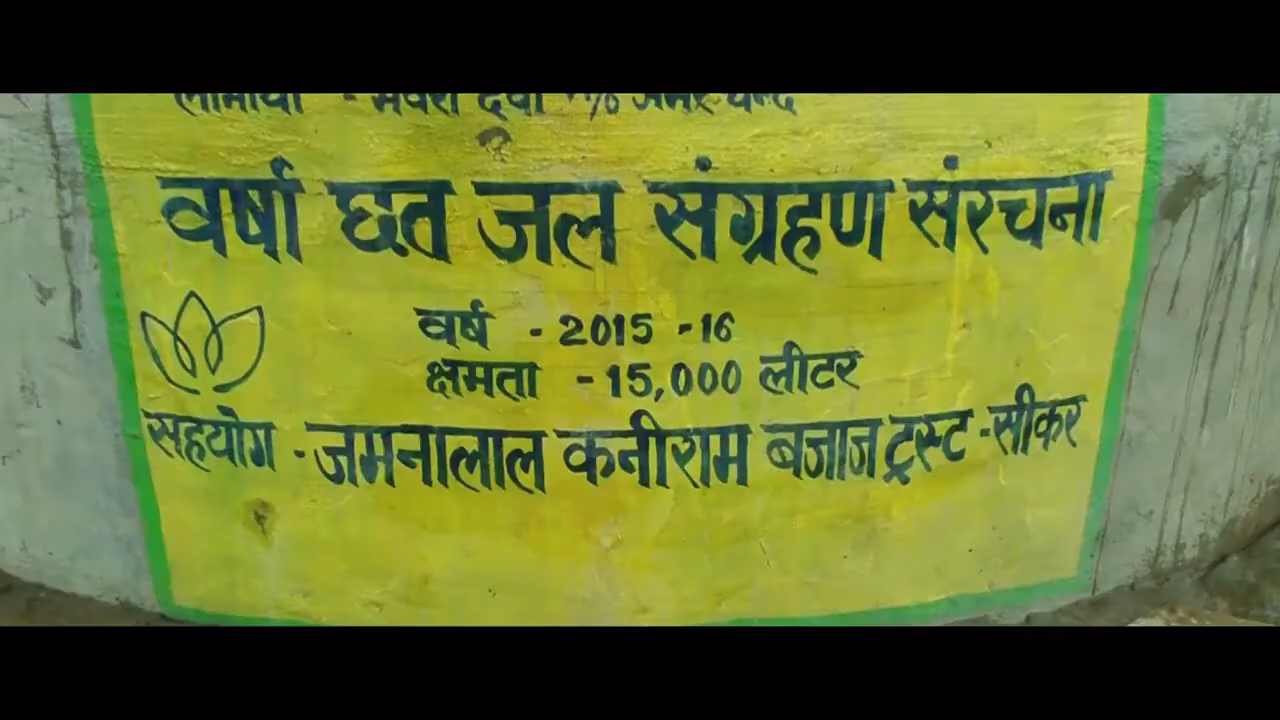 वर्षा छत जल संग्रहण संरचना
वर्ष - 2015 -16
क्षमता - 15,000 लीटर
सहयोग - जमनालाल कनीराम बजाज ट्रस्ट - सीकर